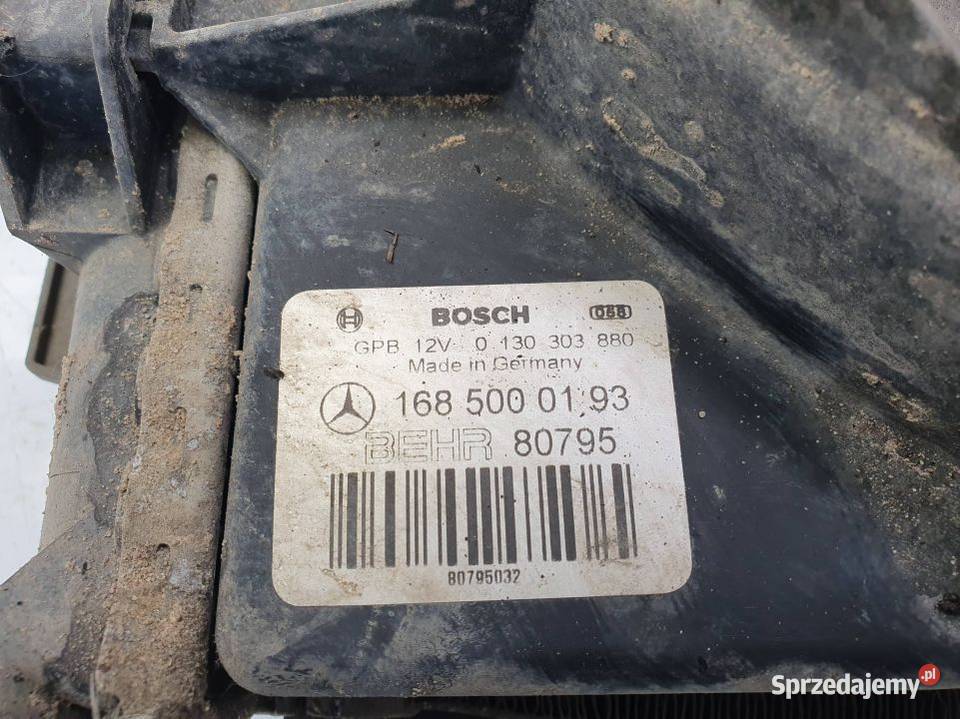 BOSCH 058
GPB 12V 0 130 303 880
Made in Germany
168 500 01 93
BEHR 80795
80795032
Sprzedajemy.pl